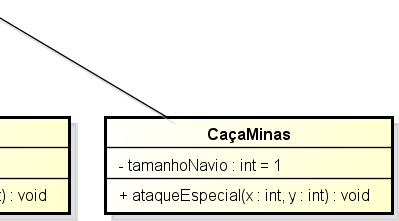 CaçaMinas
- tamanhoNavio : int = 1
) : void
+ ataqueEspecial(x : int, y : int) : void